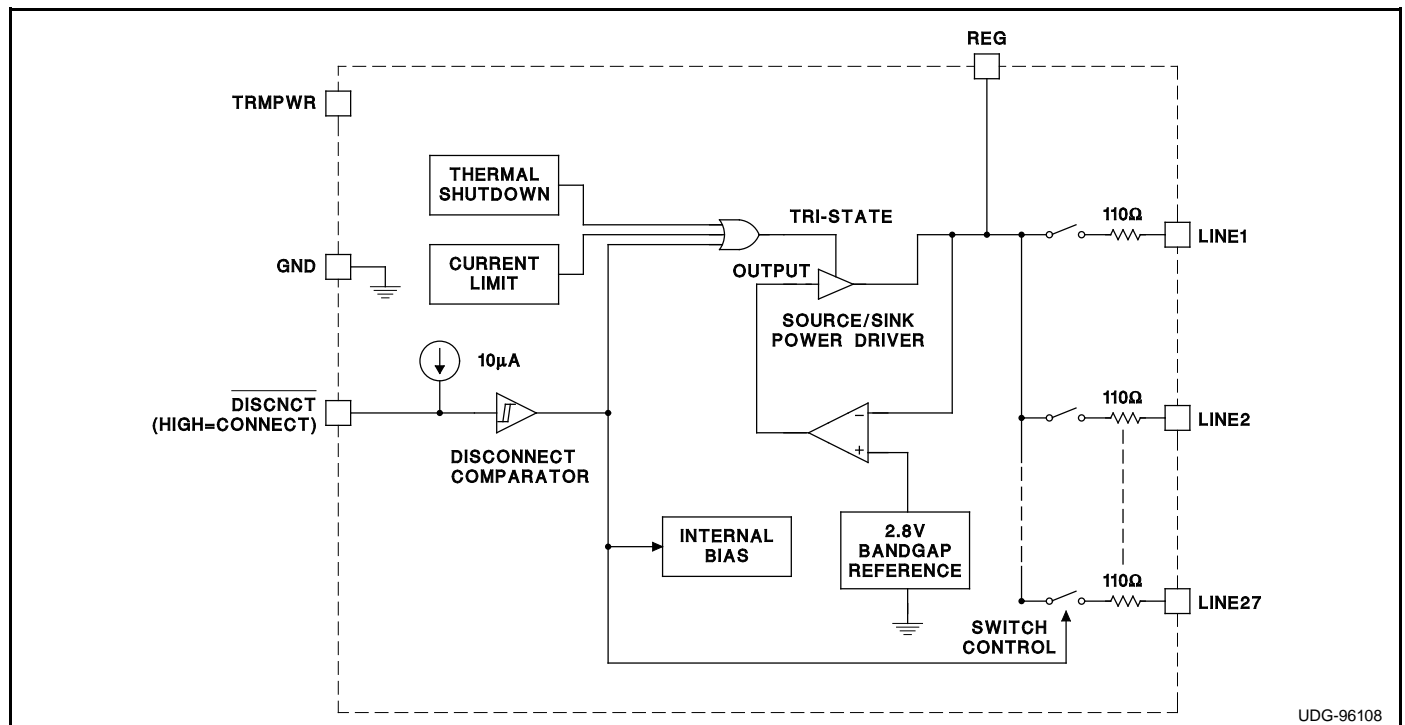 REG
TRMPWR
THERMAL
SHUTDOWN
TRI-STATE
110Ω
LINE1
GND
CURRENT
LIMIT
OUTPUT
SOURCE/SINK
POWER DRIVER
10µA
DISCNCT
(HIGH=CONNECT)
DISCONNECT
COMPARATOR
−
+
110Ω
LINE2
INTERNAL
BIAS
2.8V
BANDGAP
REFERENCE
110Ω
LINE27
SWITCH
CONTROL
UDG-96108